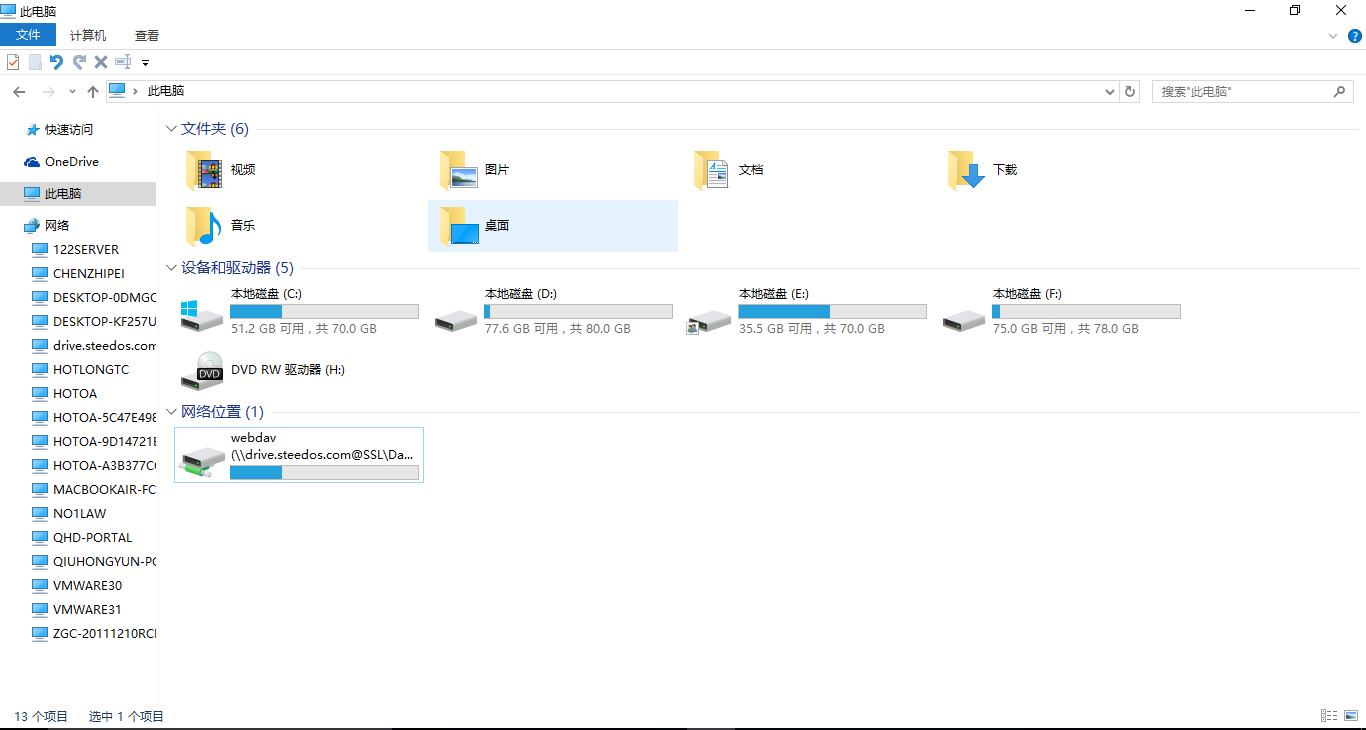 此电脑
文件 计算机 查看
此电脑
搜索"此电脑"
快速访问
OneDrive
此电脑
网络
122SERVER
CHENZHIPEI
DESKTOP-0DMGC
DESKTOP-KF257U
drive.steedos.com
HOTLONGTC
HOTOA
HOTOA-5C47E498
HOTOA-9D14721E
HOTOA-A3B377C
MACBOOKAIR-FC
NO1LAW
QHD-PORTAL
QIUHONGYUN-PC
VMWARE30
VMWARE31
ZGC-20111210RCI
文件夹 (6)
视频
图片
文档
下载
音乐
桌面
设备和驱动器 (5)
本地磁盘 (C:)
51.2 GB 可用，共 70.0 GB
本地磁盘 (D:)
77.6 GB 可用，共 80.0 GB
本地磁盘 (E:)
35.5 GB 可用，共 70.0 GB
本地磁盘 (F:)
75.0 GB 可用，共 78.0 GB
DVD
DVD RW 驱动器 (H:)
网络位置 (1)
webdav
(\\drive.steedos.com@SSL\Da...
13 个项目 选中 1 个项目